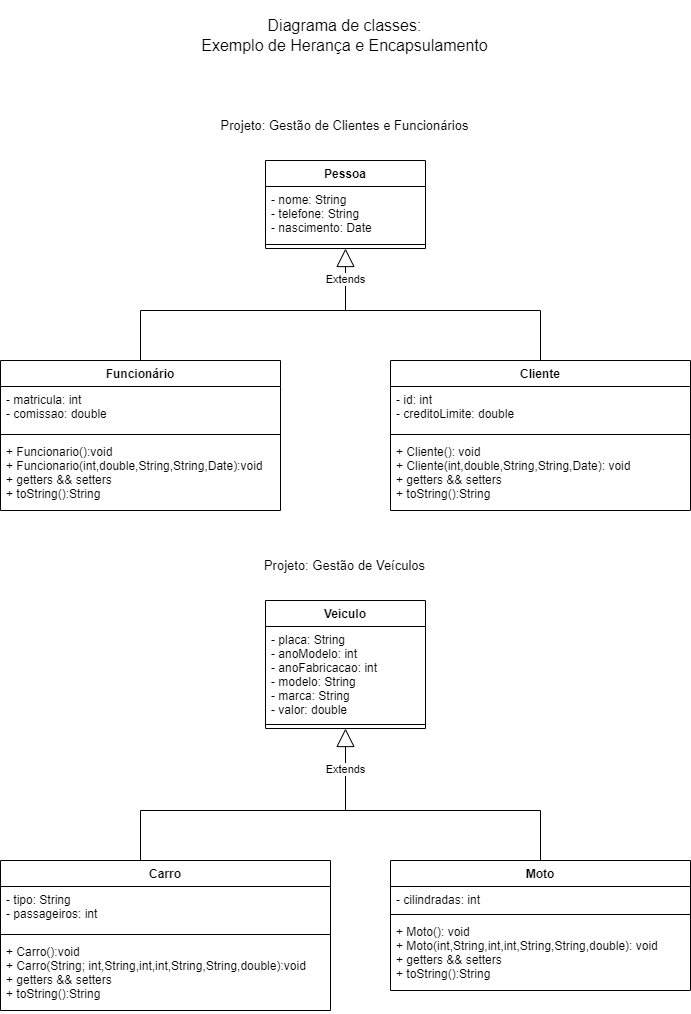 Diagrama de classes:
Exemplo de Herança e Encapsulamento
Projeto: Gestão de Clientes e Funcionários
Pessoa
- nome: String
- telefone: String
- nascimento: Date
Extends
Funcionário
- matricula: int
- comissao: double
+ Funcionario():void
+ Funcionario(int,double,String,String,Date):void
+ getters && setters
+ toString():String
Cliente
- id: int
- creditoLimite: double
+ Cliente(): void
+ Cliente(int,double,String,String,Date): void
+ getters && setters
+ toString():String
Projeto: Gestão de Veículos
Veiculo
- placa: String
- anoModelo: int
- anoFabricacao: int
- modelo: String
- marca: String
- valor: double
Extends
Carro
- tipo: String
- passageiros: int
+ Carro():void
+ Carro(String; int,String,int,int,String,String,double):void
+ getters && setters
+ toString():String
Moto
- cilindradas: int
+ Moto(): void
+ Moto(int,String,int,int,String,String,double): void
+ getters && setters
+ toString():String